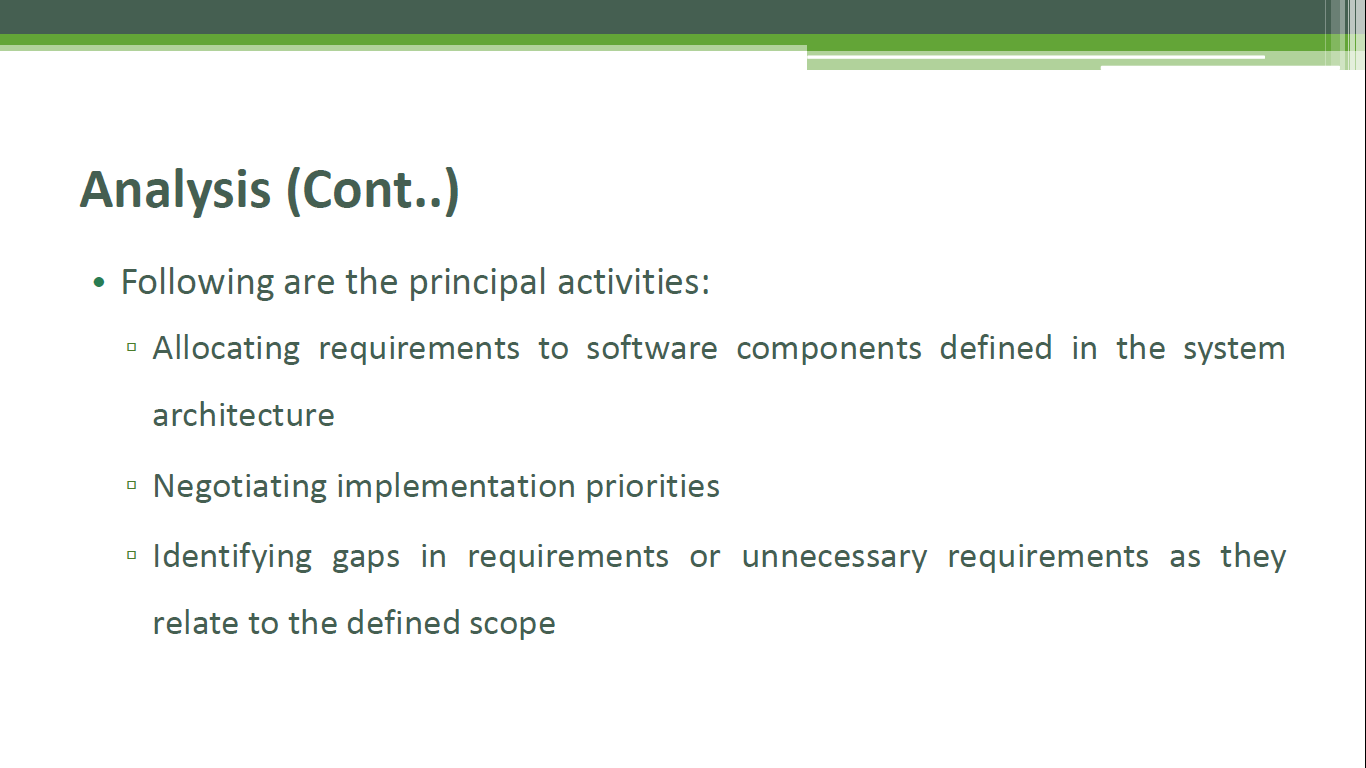 Analysis (Cont..)
• Following are the principal activities:
▫ Allocating requirements to software components defined in the system
architecture
▫ Negotiating implementation priorities
▫ Identifying gaps in requirements or unnecessary requirements as they
relate to the defined scope